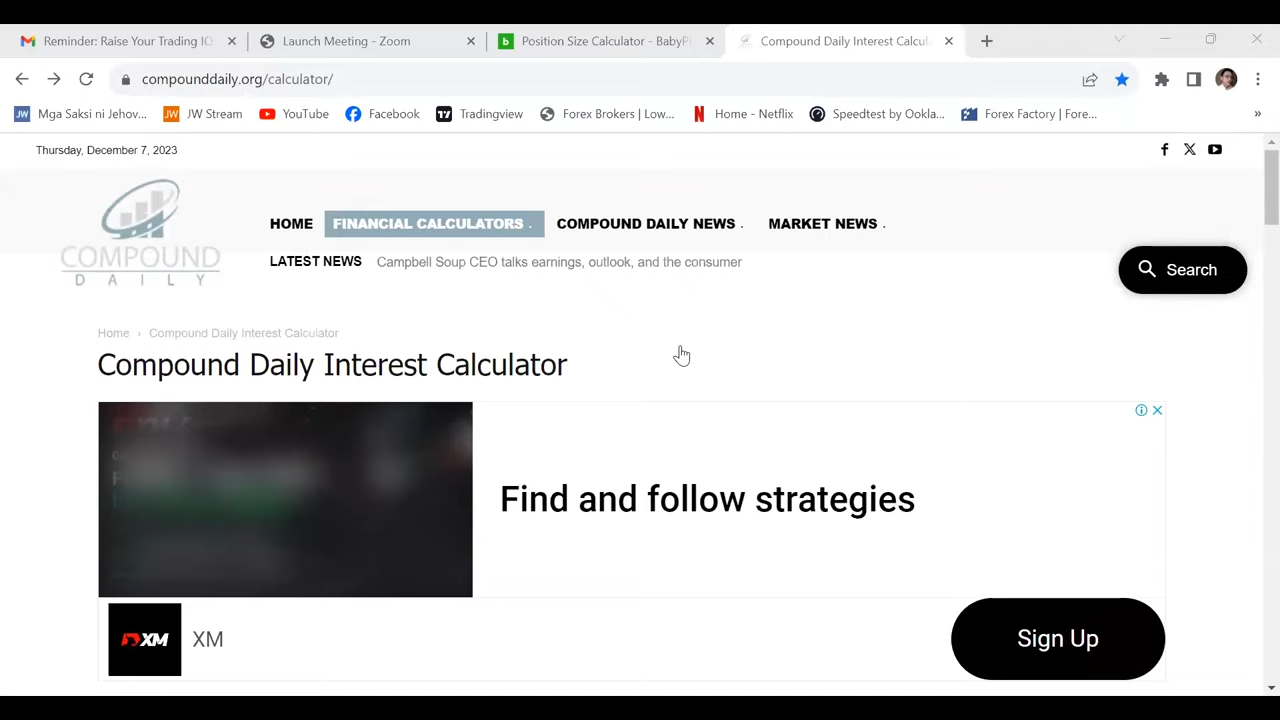 Reminder: Raise Your Trading IQ
Launch Meeting - Zoom
Position Size Calculator - BabyPi
Compound Daily Interest Calcul
compounddaily.org/calculator/
Mga Saksi ni Jehov...
JW Stream
YouTube
Facebook
Tradingview
Forex Brokers | Low...
Home - Netflix
Speedtest by Ookla...
Forex Factory | Fore...
Thursday, December 7, 2023
COMPOUND
DAILY
HOME
FINANCIAL CALCULATORS
COMPOUND DAILY NEWS
MARKET NEWS
LATEST NEWS
Campbell Soup CEO talks earnings, outlook, and the consumer
Search
Home › Compound Daily Interest Calculator
Compound Daily Interest Calculator
Find and follow strategies
XM
XM
Sign Up